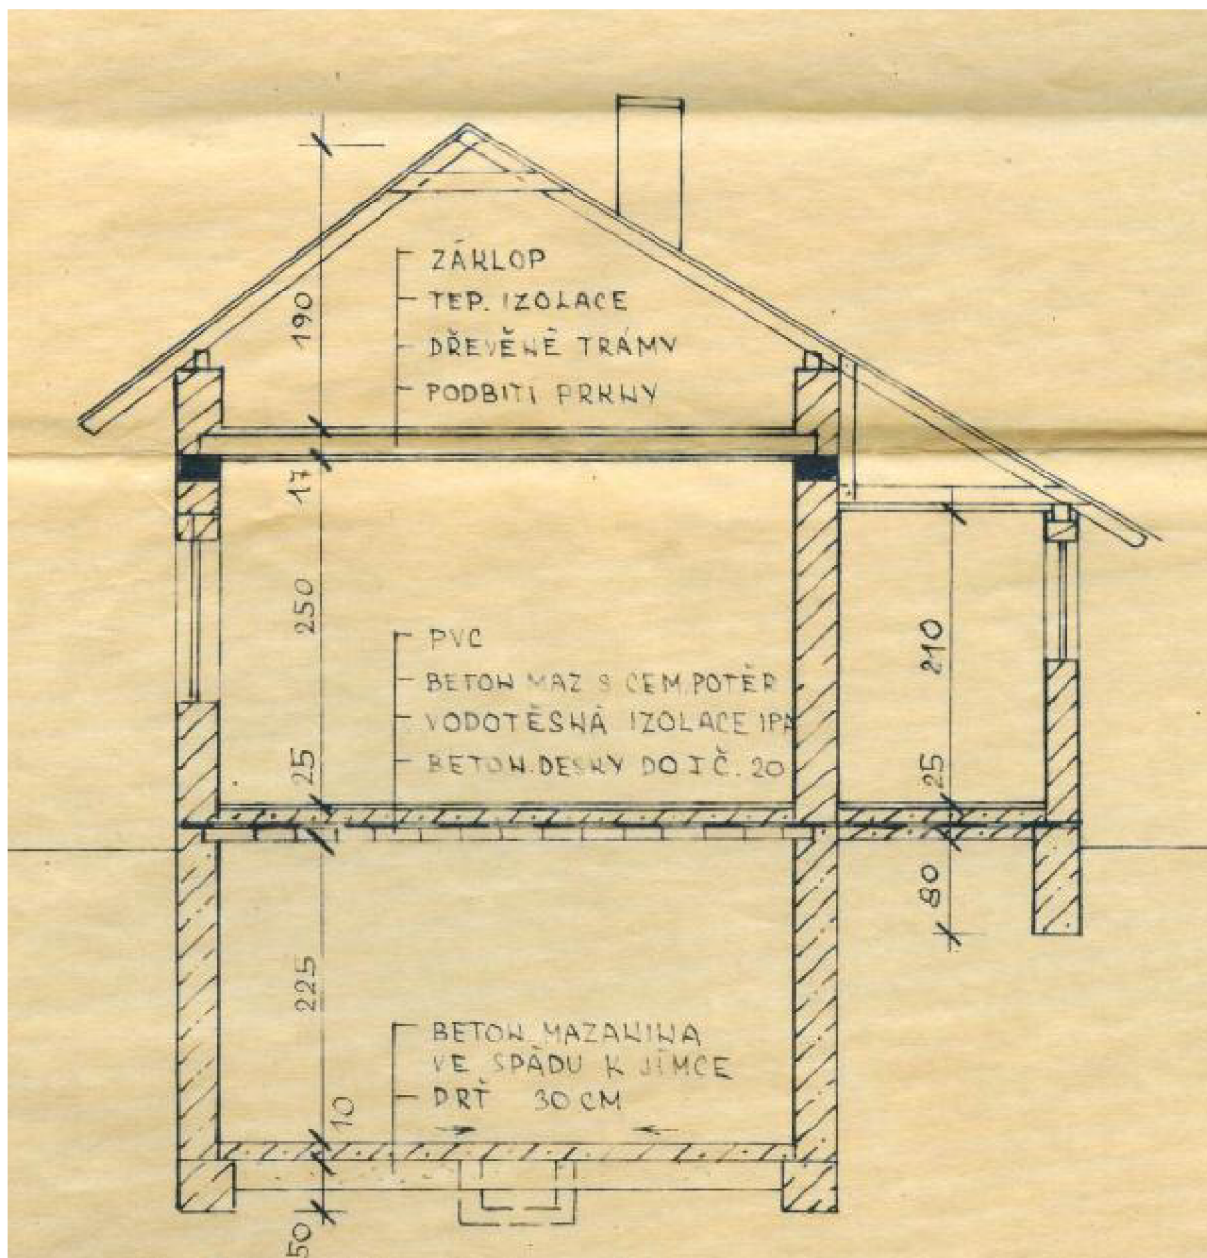 ZÁKLOP
TEP. IZOLACE
DŘEVĚNÉ TRÁMY
PODBITÍ PRKNY
190
17
250
25
PVC
BETON MAZ S CEM. POTĚR
VODOTĚSNÁ IZOLACE IPA
BETON. DESKY DO I Č. 20
210
25
80
225
10
50
BETON MAZANINA
VE SPÁDU K JÍMCE
DRŤ 30 CM